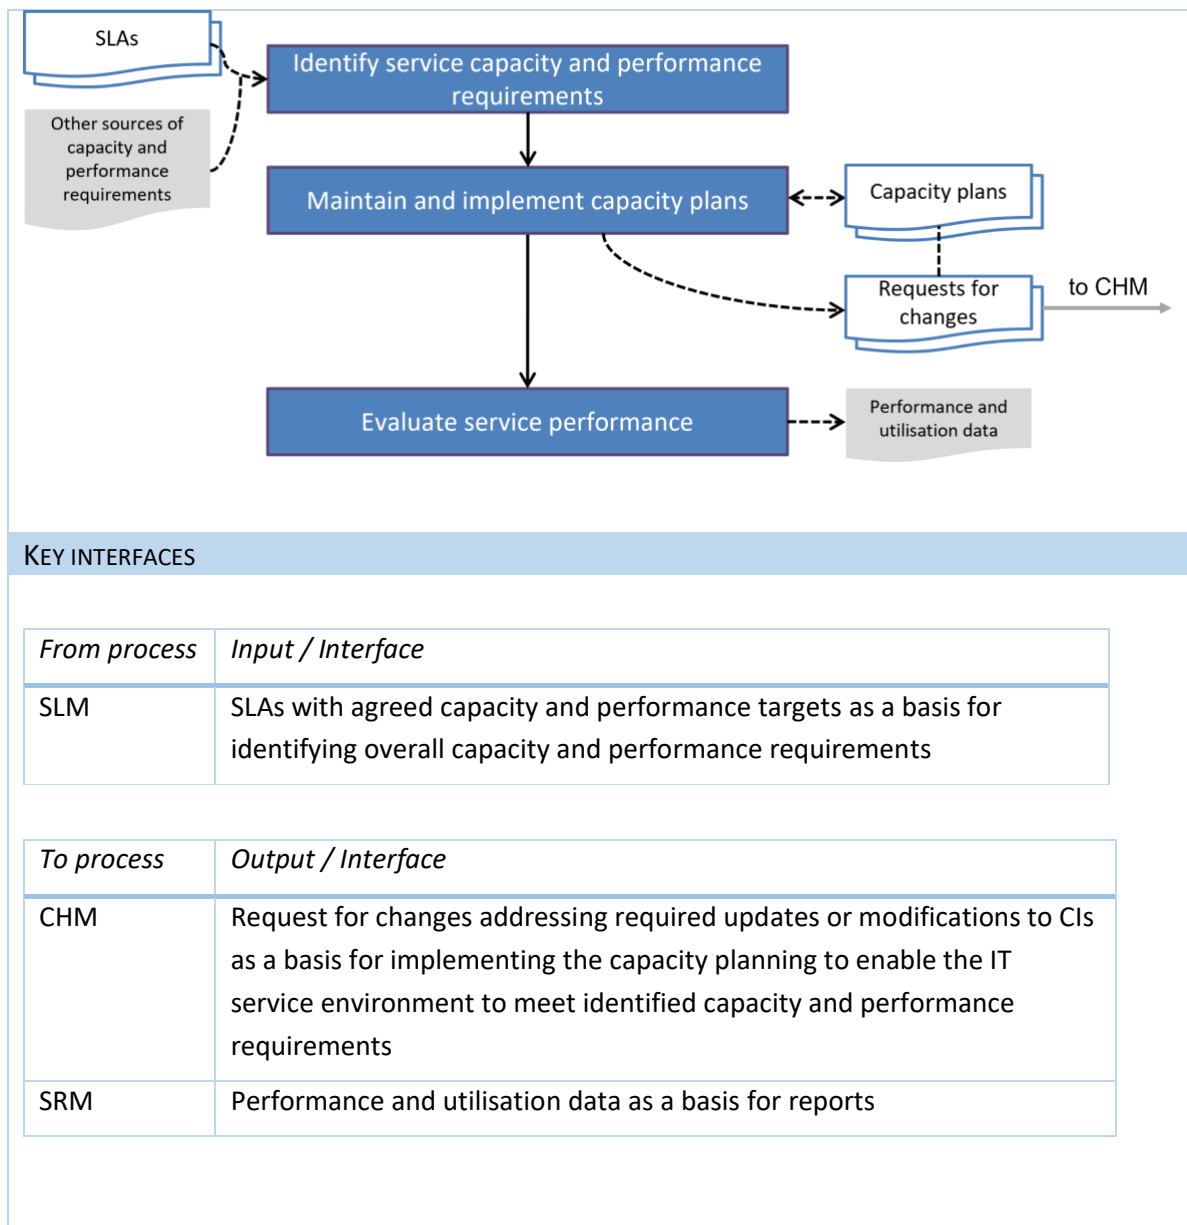 SLAs
Identify service capacity and performance
requirements
Other sources of
capacity and
performance
requirements
Maintain and implement capacity plans
Capacity plans
Requests for
changes
to CHM
Evaluate service performance
Performance and
utilisation data
KEY INTERFACES
From process Input / Interface
SLM SLAs with agreed capacity and performance targets as a basis for
identifying overall capacity and performance requirements
To process Output / Interface
CHM Request for changes addressing required updates or modifications to CIs
as a basis for implementing the capacity planning to enable the IT
service environment to meet identified capacity and performance
requirements
SRM Performance and utilisation data as a basis for reports